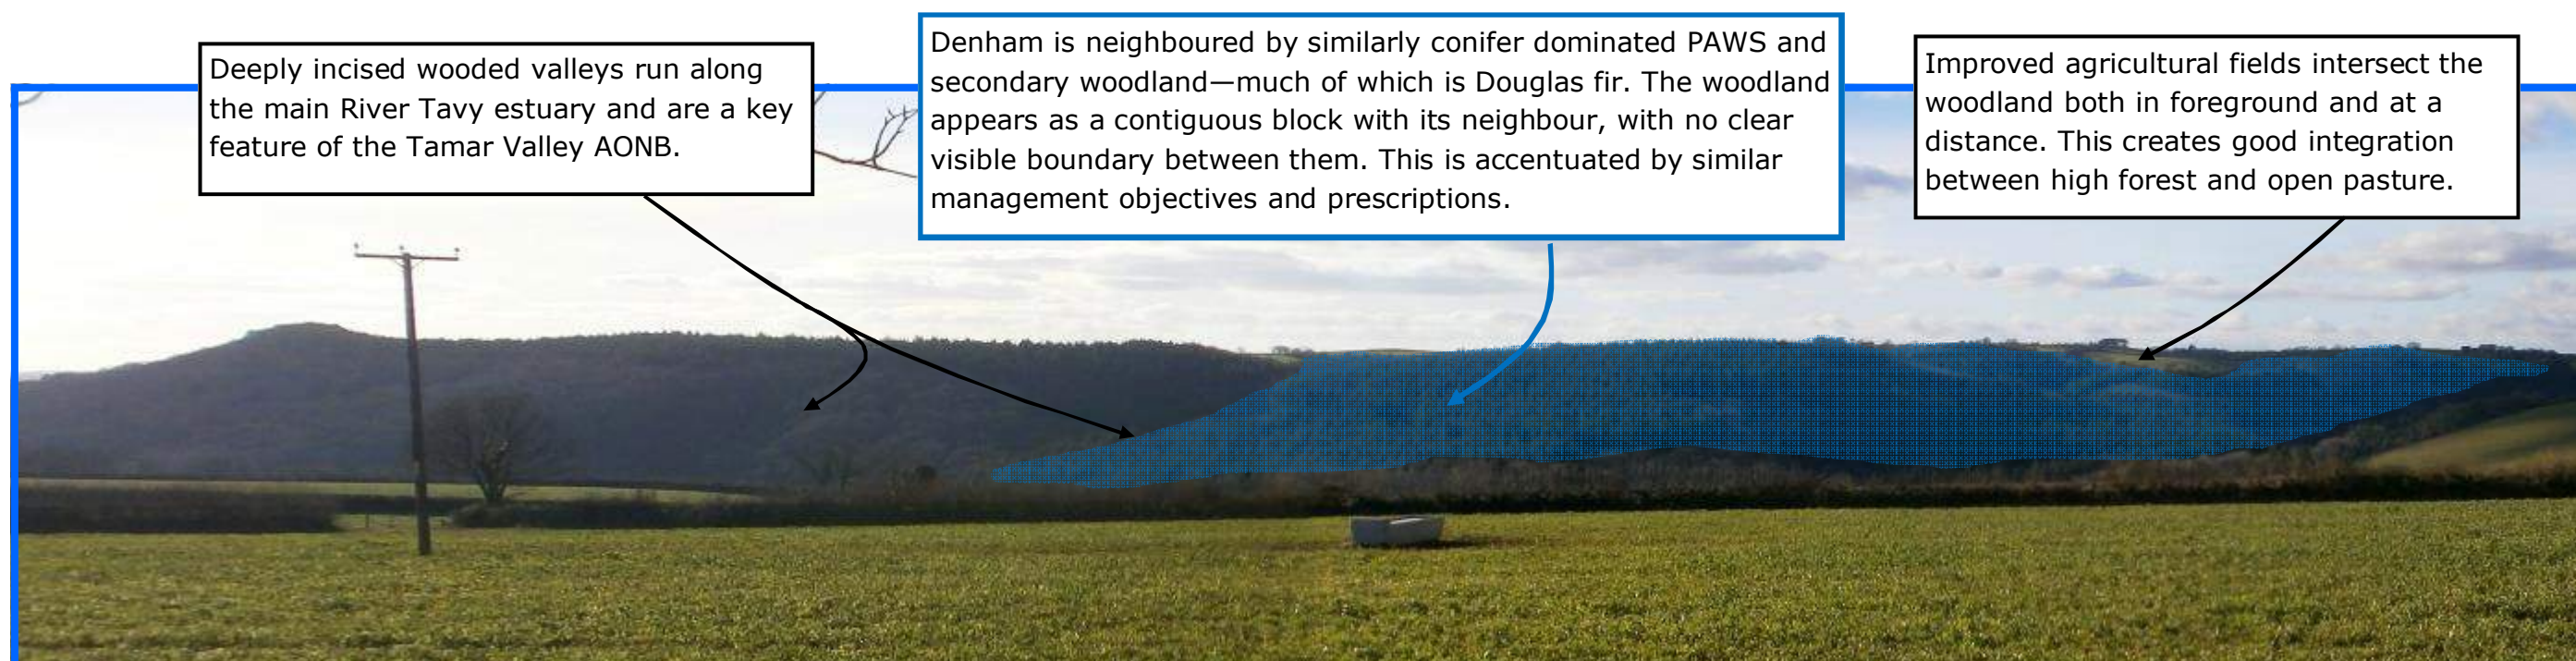 Deeply incised wooded valleys run along
the main River Tavy estuary and are a key
feature of the Tamar Valley AONB.
Denham is neighboured by similarly conifer dominated PAWS and
secondary woodland—much of which is Douglas fir. The woodland
appears as a contiguous block with its neighbour, with no clear
visible boundary between them. This is accentuated by similar
management objectives and prescriptions.
Improved agricultural fields intersect the
woodland both in foreground and at a
distance. This creates good integration
between high forest and open pasture.